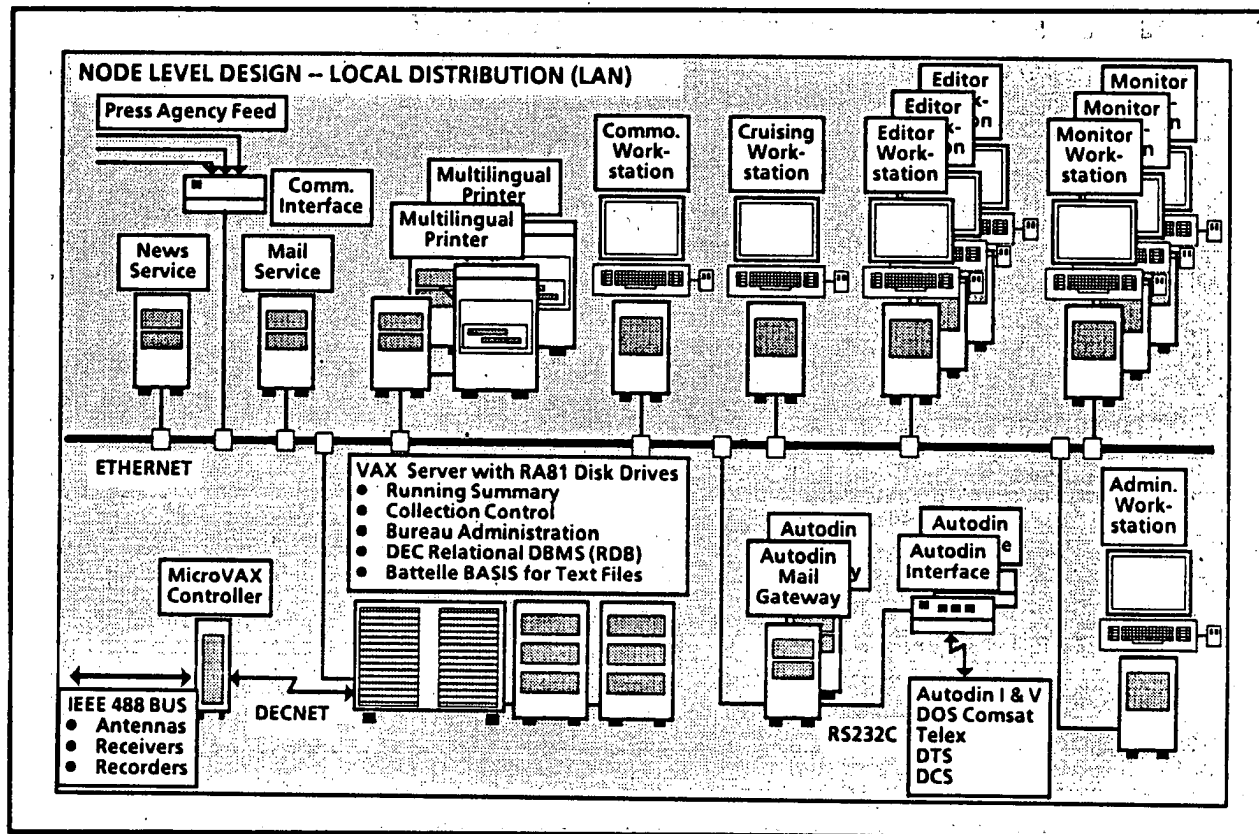 NODE LEVEL DESIGN -- LOCAL DISTRIBUTION (LAN)
Press Agency Feed
Comm.
Interface
News
Service
Mail
Service
Multilingual
Printer
Multilingual
Printer
Commo.
Work-
station
Cruising
Work-
station
Editor
Editor
Editor
Work-
station
Monitor
Monitor
Monitor
Work-
station
ETHERNET
VAX Server with RA81 Disk Drives
● Running Summary
● Collection Control
● Bureau Administration
● DEC Relational DBMS (RDB)
● Battelle BASIS for Text Files
MicroVAX
Controller
IEEE 488 BUS
● Antennas
● Receivers
● Recorders
DECNET
Autodin
Autodin
Mail
Gateway
Autodin
Autodin
Interface
RS232C
Autodin I & V
DOS Comsat
Telex
DTS
DCS
Admin.
Work-
station